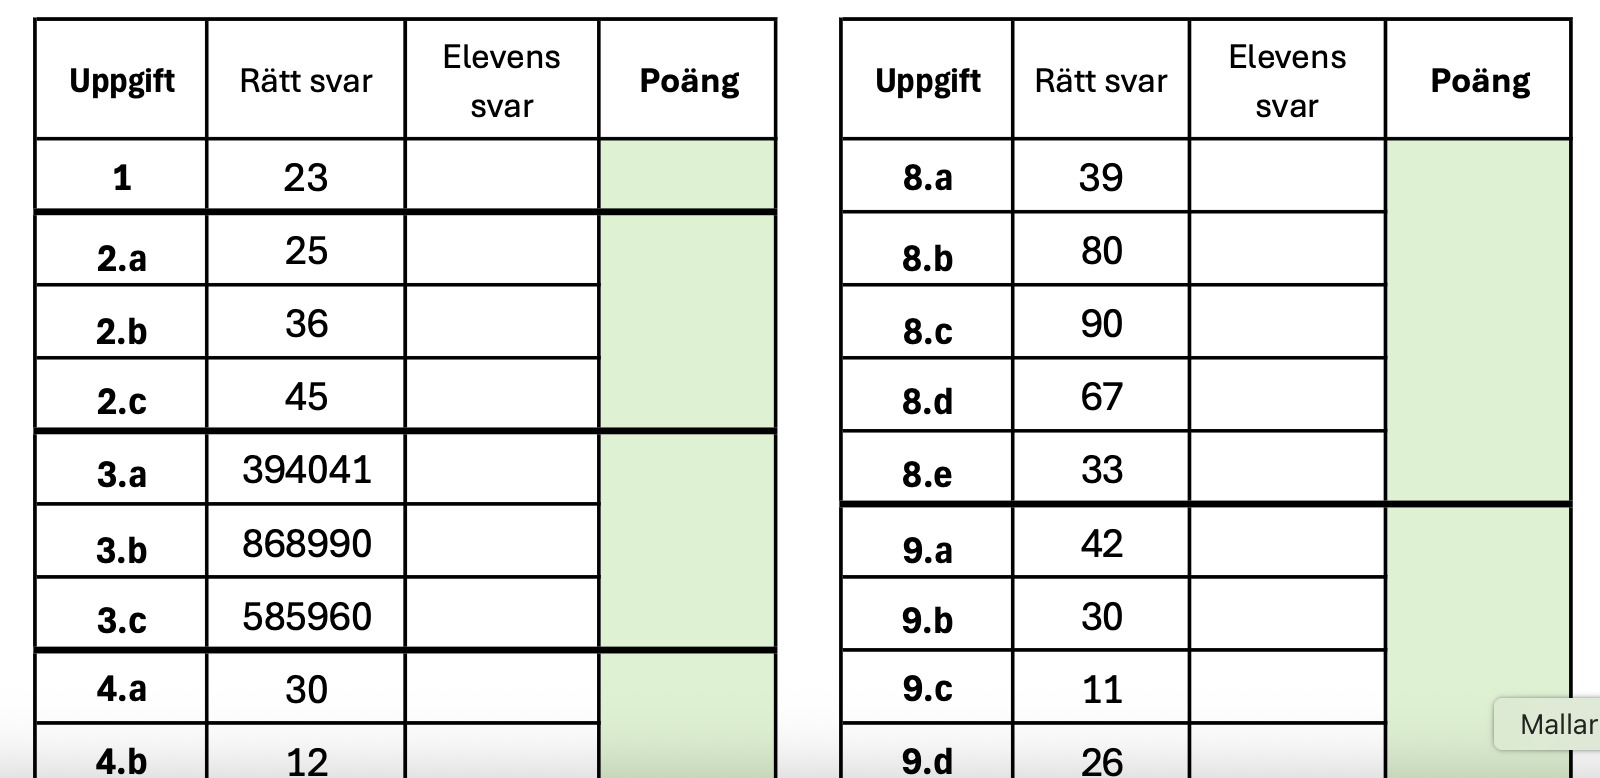 Uppgift Rätt svar Elevens svar Poäng
1 23
2.a 25
2.b 36
2.c 45
3.a 394041
3.b 868990
3.c 585960
4.a 30
4.b 12
Uppgift Rätt svar Elevens svar Poäng
8.a 39
8.b 80
8.c 90
8.d 67
8.e 33
9.a 42
9.b 30
9.c 11
9.d 26
Mallar